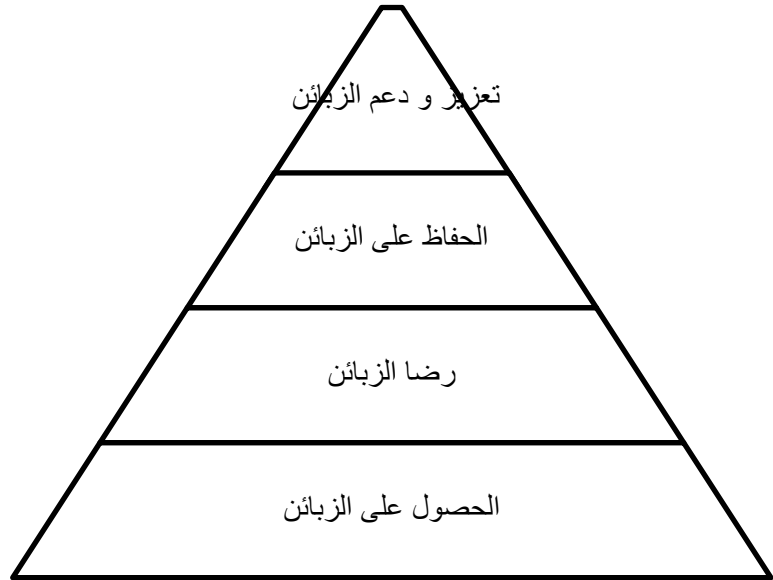 تعزيز و دعم الزبائن
الحفاظ على الزبائن
رضا الزبائن
الحصول على الزبائن